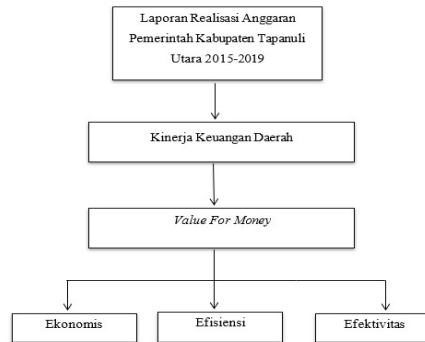 Laporan Realisasi Anggaran
Pemerintah Kabupaten Tapanuli
Utara 2015-2019
Kinerja Keuangan Daerah
Value For Money
Ekonomis
Efisiensi
Efektivitas